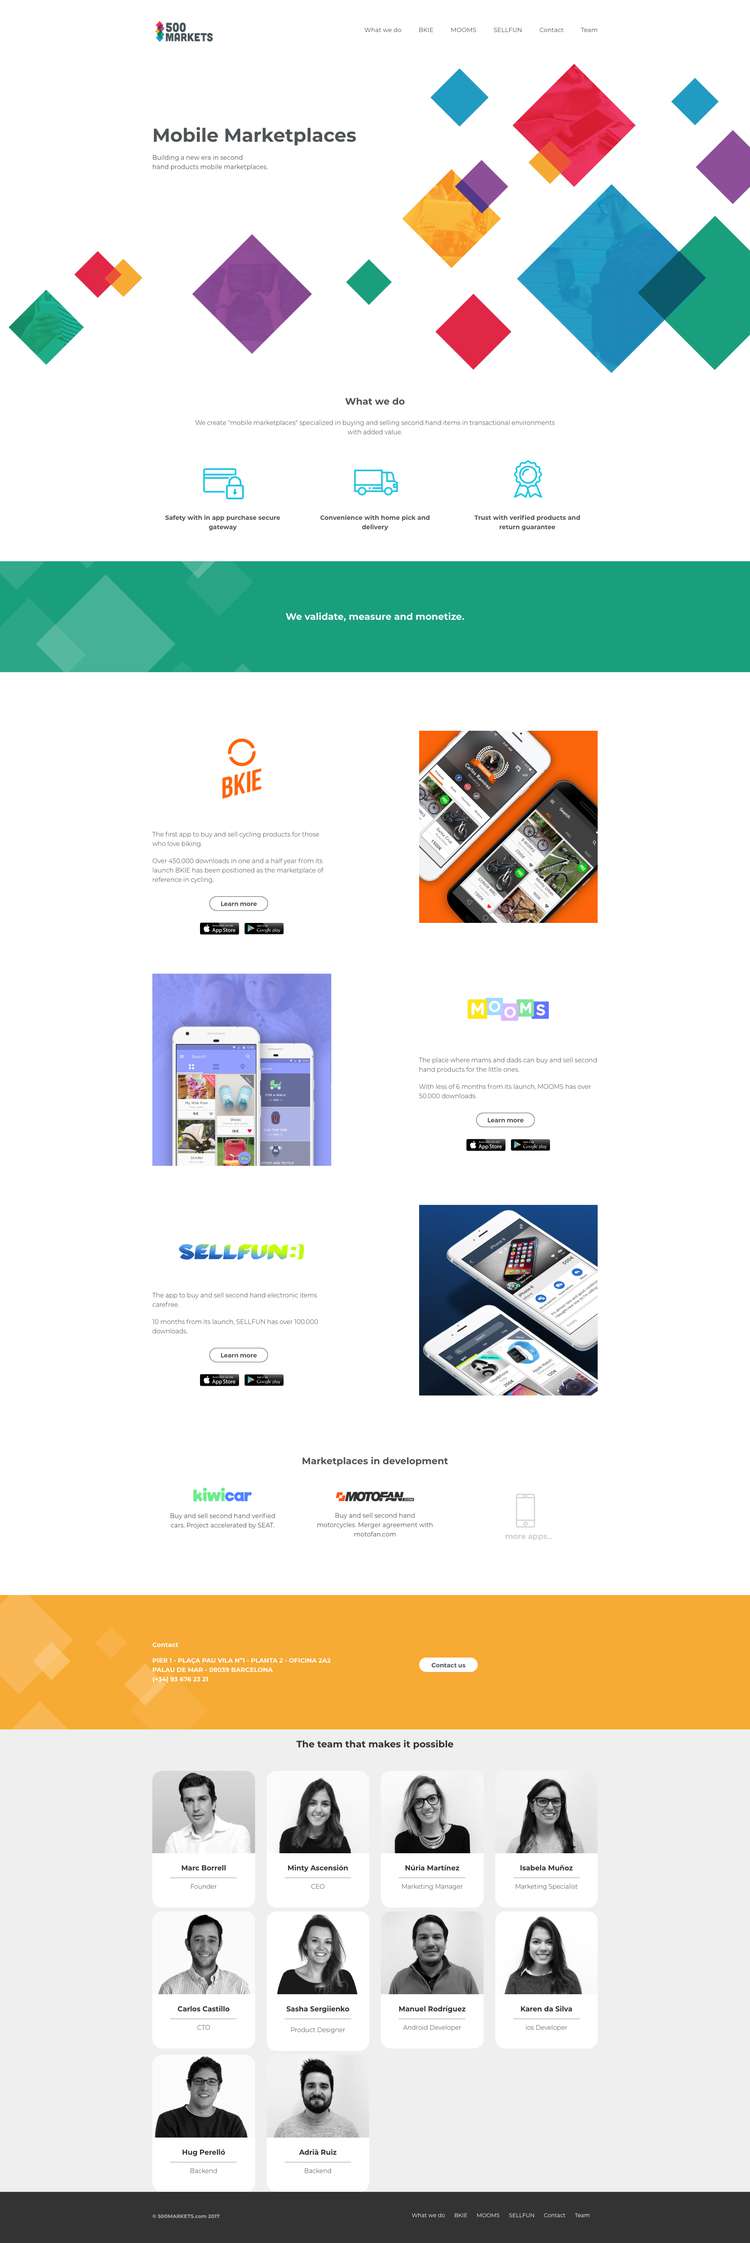 500
MARKETS
What we do BKIE MOOMS SELLFUN Contact Team
Mobile Marketplaces
Building a new era in second
hand products mobile marketplaces.
What we do
We create "mobile marketplaces" specialized in buying and selling second hand items in transactional environments
with added value.
Safety with in app purchase secure
gateway
Convenience with home pick and
delivery
Trust with verified products and
return guarantee
We validate, measure and monetize.
BKIE
The first app to buy and sell cycling products for those
who love biking.
Over 450.000 downloads in one and a half year from its
launch BKIE has been positioned as the marketplace of
reference in cycling.
Learn more
App Store Google play
MOOMS
The place where mams and dads can buy and sell second
hand products for the little ones.
With less of 6 months from its launch, MOOMS has over
50.000 downloads
Learn more
App Store Google play
SELLFUN:)
The app to buy and sell second hand electronic items
carefree.
10 months from its launch, SELLFUN has over 100.000
downloads.
Learn more
App Store Google play
Marketplaces in development
kiwicar
Buy and sell second hand verified
cars. Project accelerated by SEAT.
MOTOFAN
Buy and sell second hand
motorcycles. Merger agreement with
motofan.com
more apps...
Contact
PIER 1 - PLAÇA PAU VILA Nº1 - PLANTA 2 - OFICINA 2A2
PALAU DE MAR - 08039 BARCELONA
(+34) 93 676 23 21
Contact us
The team that makes it possible
Marc Borrell
Founder
Minty Ascensión
CEO
Núria Martínez
Marketing Manager
Isabela Muñoz
Marketing Specialist
Carlos Castillo
CTO
Sasha Sergiienko
Product Designer
Manuel Rodríguez
Android Developer
Karen da Silva
ios Developer
Hug Perelló
Backend
Adrià Ruiz
Backend
© 500MARKETS.com 2017
What we do BKIE MOOMS SELLFUN Contact Team